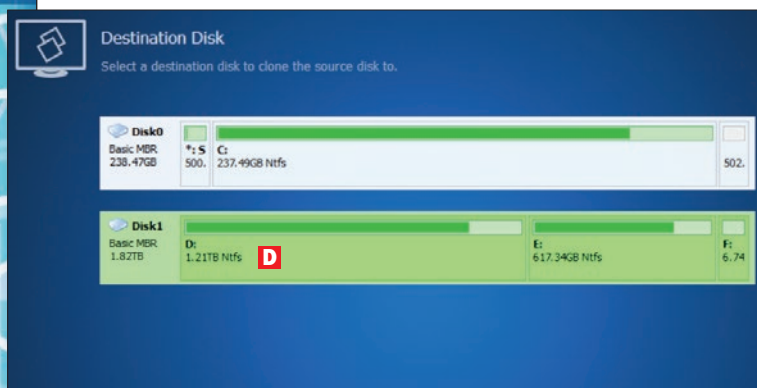 Destination Disk
Select a destination disk to clone the source disk to.
Disk0
Basic MBR
238.47GB
*: S
500.
C:
237.49GB Ntfs
502.
Disk1
Basic MBR
1.82TB
D:
1.21TB Ntfs
D
E:
617.34GB Ntfs
F:
6.74